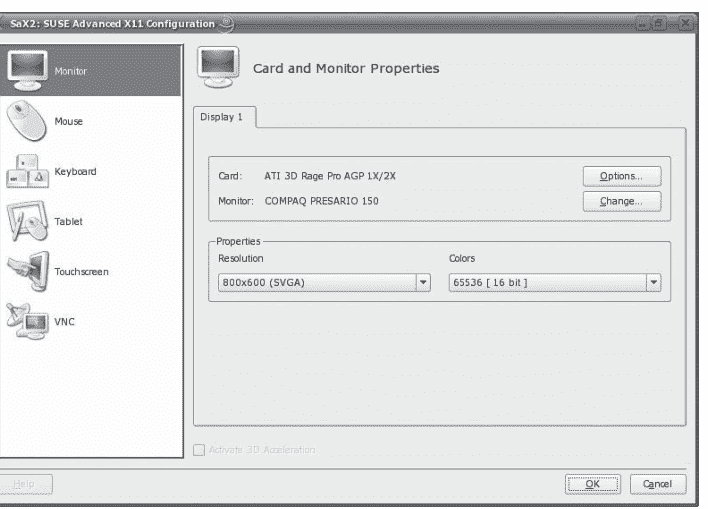 SaX2: SUSE Advanced X11 Configuration
Monitor
Mouse
Keyboard
Tablet
Touchscreen
VNC
Card and Monitor Properties
Display 1
Card: ATI 3D Rage Pro AGP 1X/2X
Options...
Monitor: COMPAQ PRESARIO 150
Change...
Properties
Resolution Colors
800x600 (SVGA) 65536 [ 16 bit ]
Activate 3D Acceleration
Help
OK
Cancel